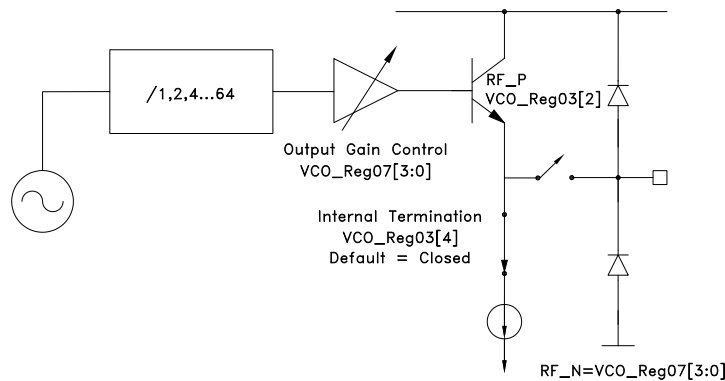 /1,2,4...64
RF_P
VCO_Reg03[2]
Output Gain Control
VCO_Reg07[3:0]
Internal Termination
VCO_Reg03[4]
Default = Closed
RF_N=VCO_Reg07[3:0]